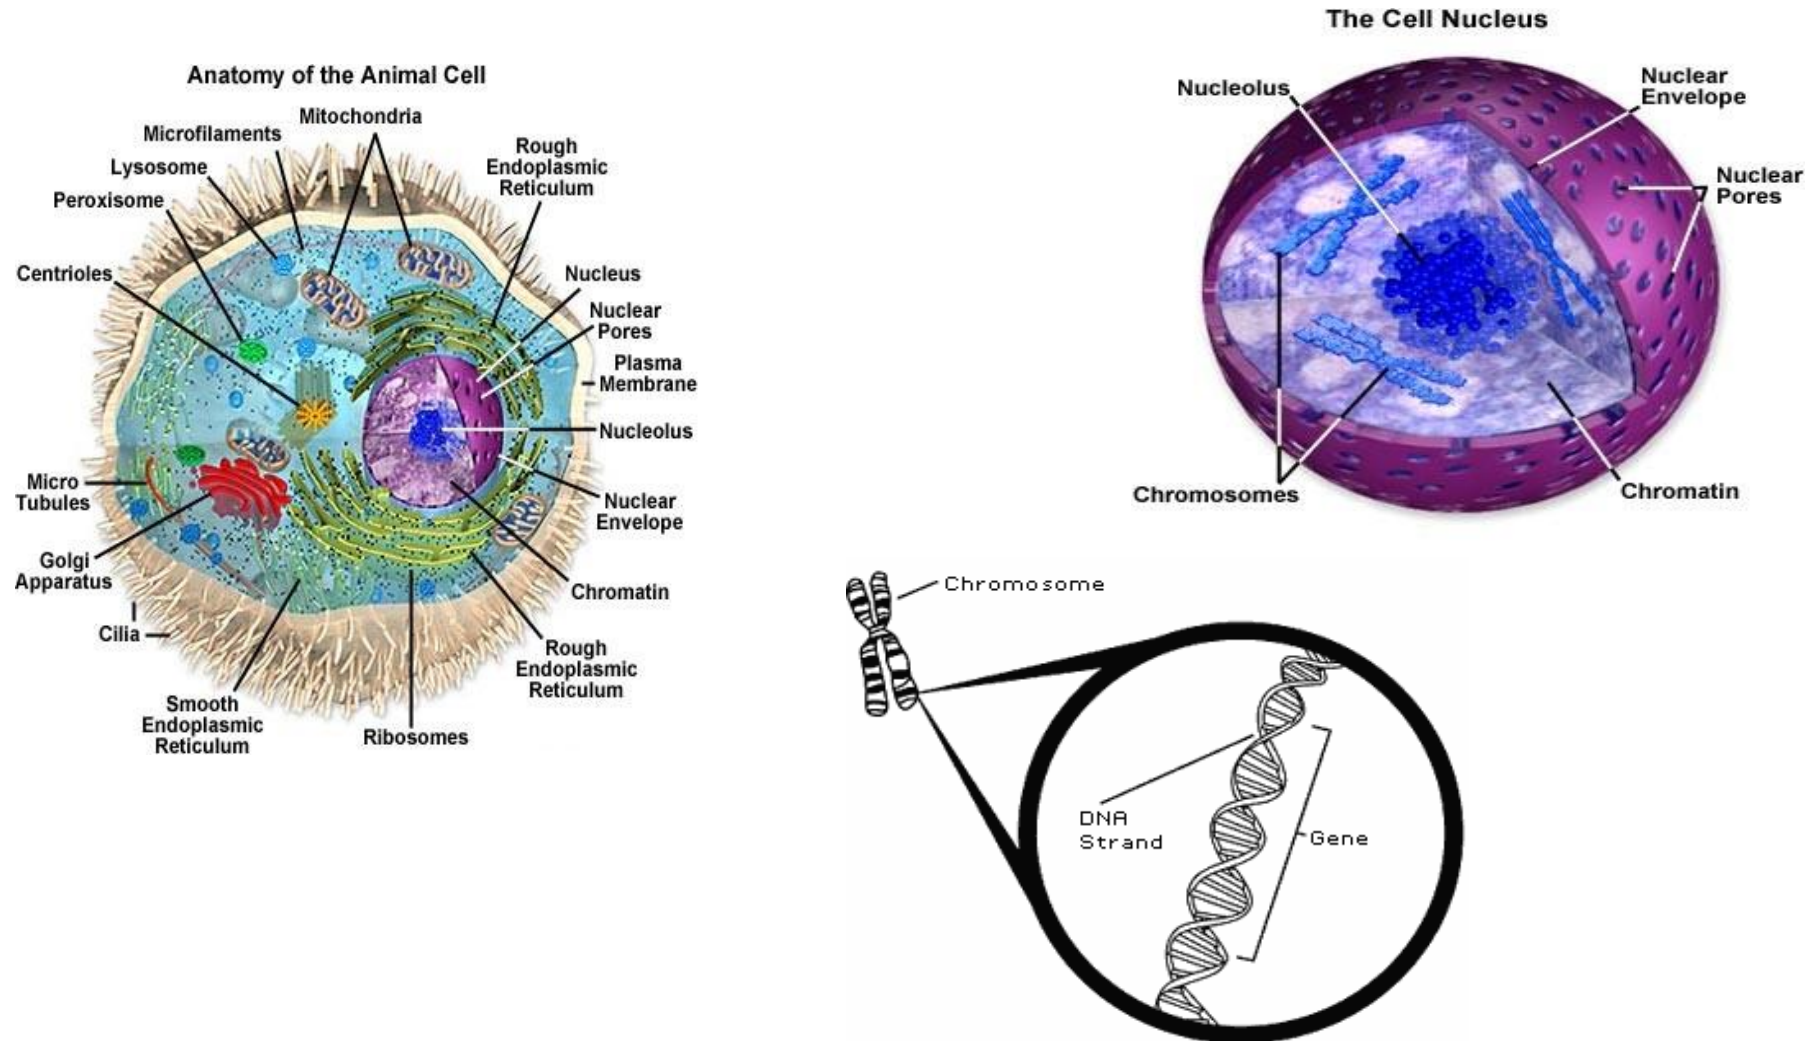 The Cell Nucleus
Nucleolus
Nuclear
Envelope
Nuclear
Pores
Chromosomes
Chromatin
Anatomy of the Animal Cell
Mitochondria
Microfilaments
Lysosome
Peroxisome
Centrioles
Rough
Endoplasmic
Reticulum
Nucleus
Nuclear
Pores
Plasma
Membrane
Nucleolus
Nuclear
Envelope
Chromatin
Rough
Endoplasmic
Reticulum
Ribosomes
Smooth
Endoplasmic
Reticulum
Cilia
Golgi
Apparatus
Micro
Tubules
Chromosome
DNA
Strand
Gene